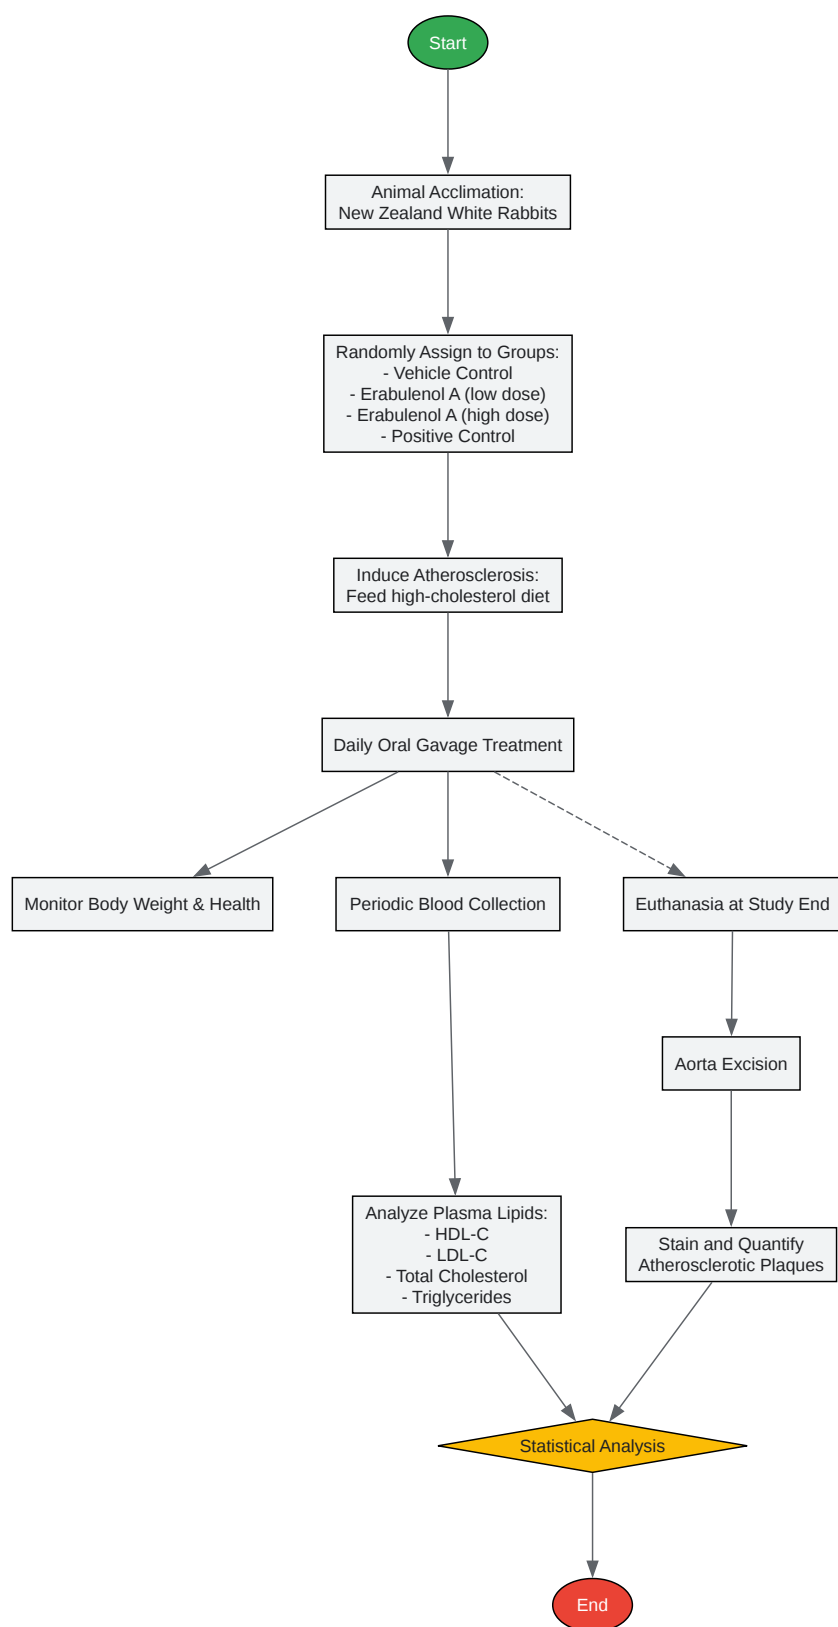 Start
Animal Acclimation:
New Zealand White Rabbits
Randomly Assign to Groups:
- Vehicle Control
- Erabulenol A (low dose)
- Erabulenol A (high dose)
- Positive Control
Induce Atherosclerosis:
Feed high-cholesterol diet
Daily Oral Gavage Treatment
Monitor Body Weight & Health
Periodic Blood Collection
Euthanasia at Study End
Aorta Excision
Analyze Plasma Lipids:
- HDL-C
- LDL-C
- Total Cholesterol
- Triglycerides
Stain and Quantify
Atherosclerotic Plaques
Statistical Analysis
End